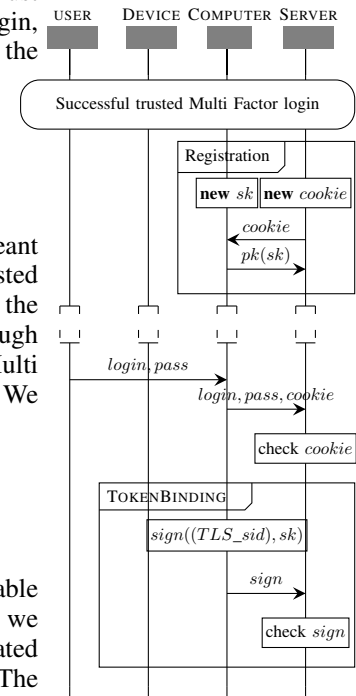 gin,
the
USER DEVICE COMPUTER SERVER
Successful trusted Multi Factor login
Registration
new sk new cookie
cookie
pk(sk)
eant
sted
the
ugh
Multi
We
login, pass
login, pass, cookie
check cookie
TOKENBINDING
sign((TLS_sid), sk)
sign
check sign
able
we
ated
The